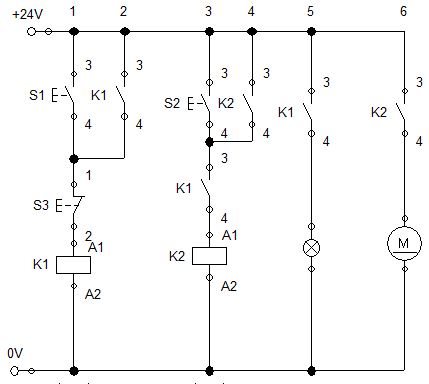 +24V 1 2 3 4 5 6
3 3 3 3 3 3
S1 K1 S2 K2 K1 K2
4 4 4 4 4 4
1 3
S3 K1
2 4
A1 A1 M
K1 K2
A2 A2
0V